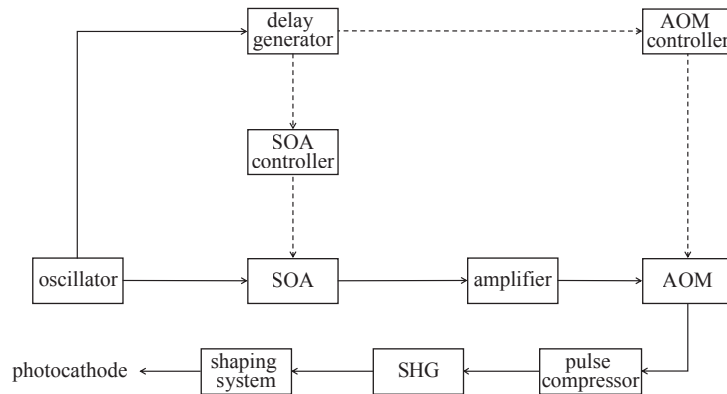 delay
generator
AOM
controller
SOA
controller
oscillator
SOA
amplifier
AOM
photocathode
shaping
system
SHG
pulse
compressor